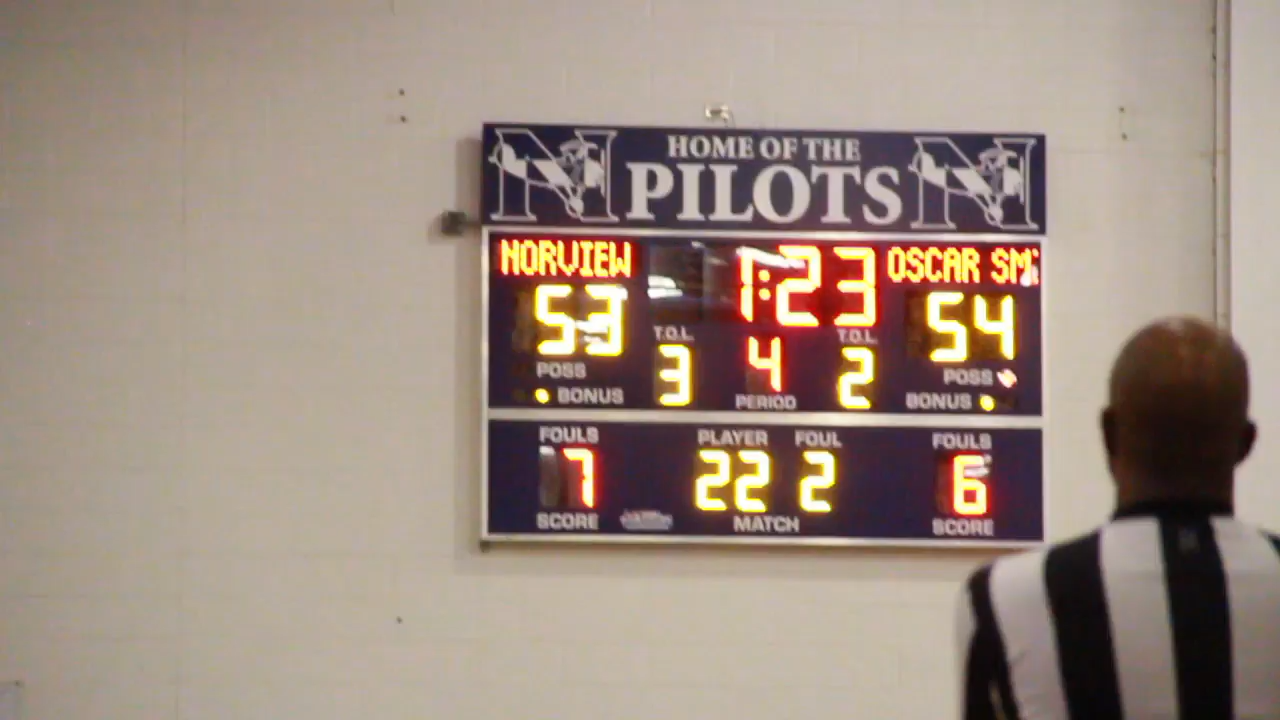 HOME OF THE
N PILOTS N
NORVIEW 1:23 OSCAR SM
53 54
T.O.L. T.O.L.
3 4 2
POSS POSS
BONUS PERIOD BONUS
FOULS PLAYER FOUL FOULS
7 22 2 6
SCORE MATCH SCORE